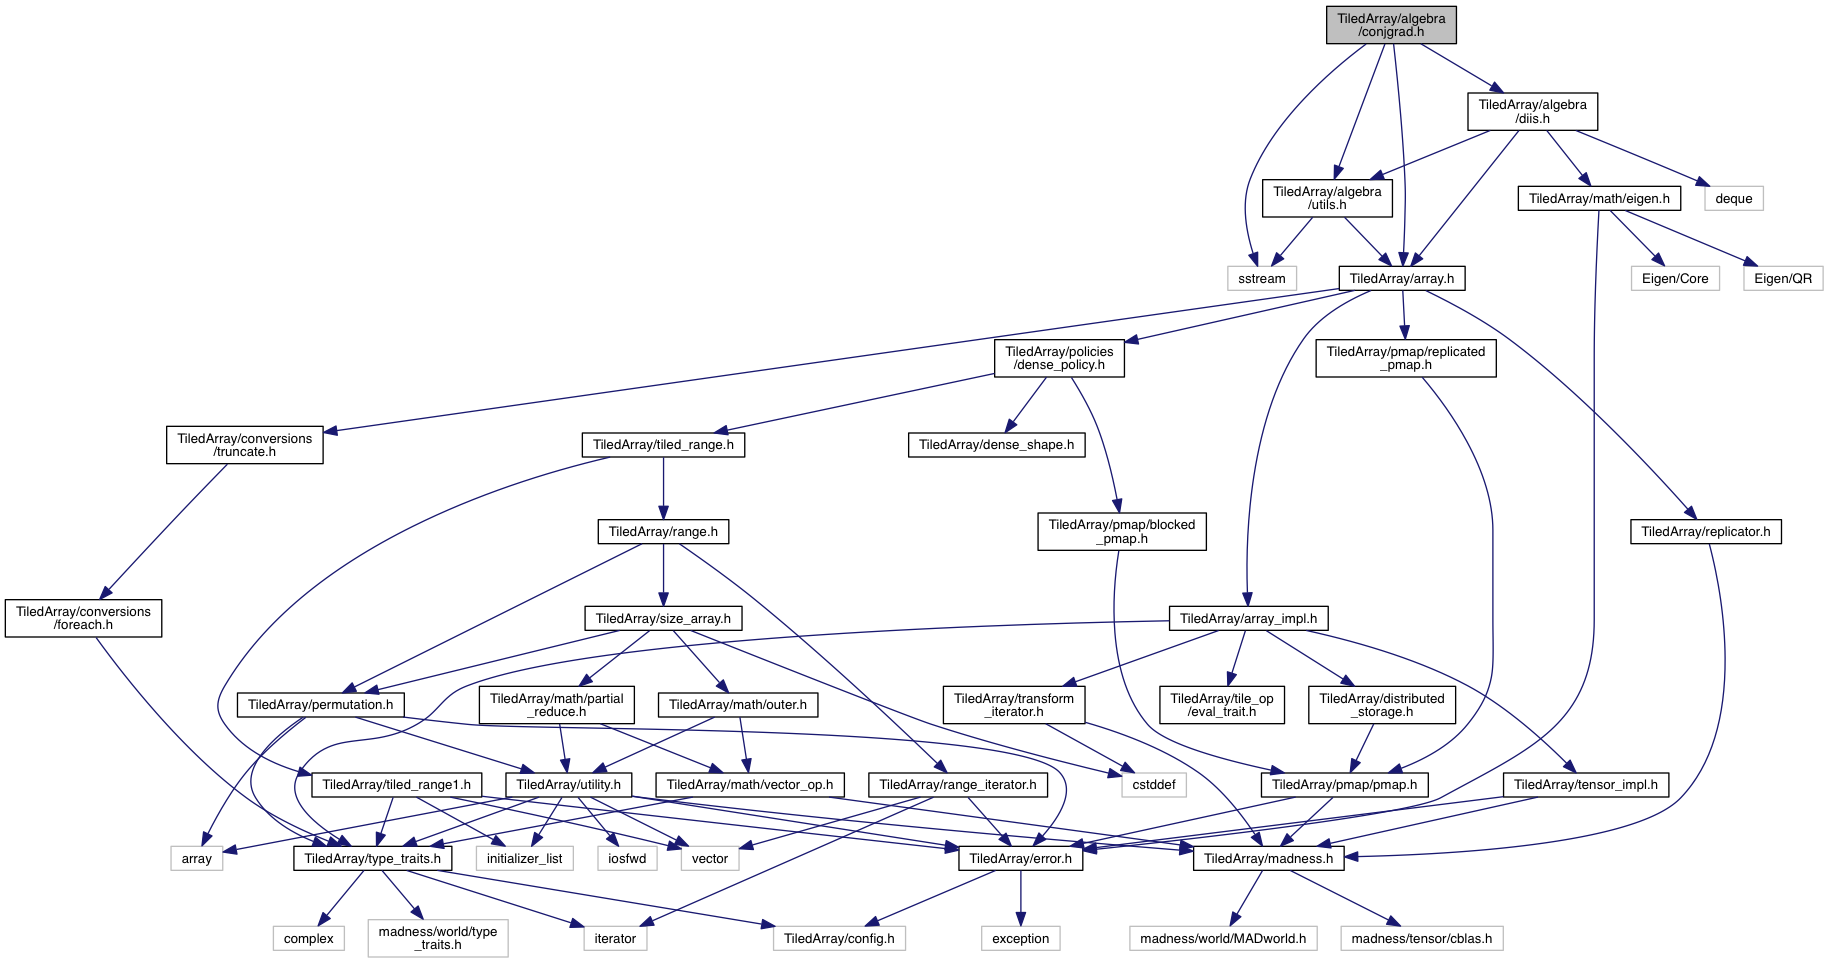 TiledArray/algebra
/conjgrad.h
TiledArray/algebra
/diis.h
TiledArray/algebra
/utils.h
TiledArray/math/eigen.h
deque
sstream
TiledArray/array.h
Eigen/Core
Eigen/QR
TiledArray/policies
/dense_policy.h
TiledArray/pmap/replicated
_pmap.h
TiledArray/conversions
/truncate.h
TiledArray/tiled_range.h
TiledArray/dense_shape.h
TiledArray/range.h
TiledArray/pmap/blocked
_pmap.h
TiledArray/replicator.h
TiledArray/conversions
/foreach.h
TiledArray/size_array.h
TiledArray/array_impl.h
TiledArray/permutation.h
TiledArray/math/partial
_reduce.h
TiledArray/math/outer.h
TiledArray/transform
_iterator.h
TiledArray/tile_op
/eval_trait.h
TiledArray/distributed
_storage.h
TiledArray/tiled_range1.h
TiledArray/utility.h
TiledArray/math/vector_op.h
TiledArray/range_iterator.h
cstddef
TiledArray/pmap/pmap.h
TiledArray/tensor_impl.h
array
TiledArray/type_traits.h
initializer_list
iosfwd
vector
TiledArray/error.h
TiledArray/madness.h
complex
madness/world/type
_traits.h
iterator
TiledArray/config.h
exception
madness/world/MADworld.h
madness/tensor/cblas.h